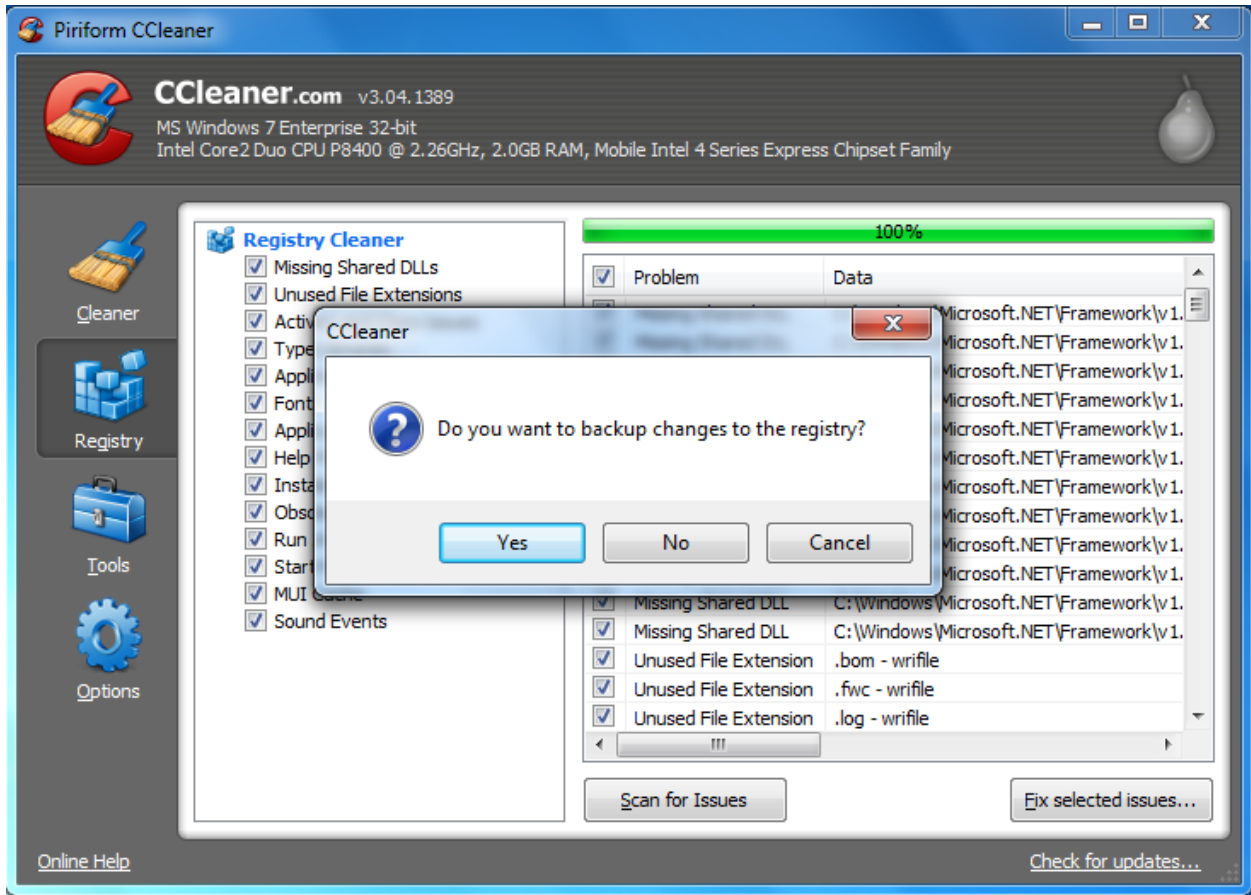 Piriform CCleaner
CCleaner.com v3.04.1389
MS Windows 7 Enterprise 32-bit
Intel Core2 Duo CPU P8400 @ 2.26GHz, 2.0GB RAM, Mobile Intel 4 Series Express Chipset Family
Cleaner
Registry
Tools
Options
Registry Cleaner
Missing Shared DLLs
Unused File Extensions
Activ
Type
Appli
Font
Appli
Help
Insta
Obso
Run
Start
MUI Cache
Sound Events
100%
Problem Data
Microsoft.NET\Framework\v1.
Microsoft.NET\Framework\v1.
Microsoft.NET\Framework\v1.
Microsoft.NET\Framework\v1.
Microsoft.NET\Framework\v1.
Microsoft.NET\Framework\v1.
Microsoft.NET\Framework\v1.
Microsoft.NET\Framework\v1.
Microsoft.NET\Framework\v1.
Microsoft.NET\Framework\v1.
Missing Shared DLL C:\Windows\Microsoft.NET\Framework\v1.
Missing Shared DLL C:\Windows\Microsoft.NET\Framework\v1.
Unused File Extension .bom - wrifile
Unused File Extension .fwc - wrifile
Unused File Extension .log - wrifile
CCleaner
Do you want to backup changes to the registry?
Yes No Cancel
Scan for Issues Fix selected issues...
Online Help Check for updates...